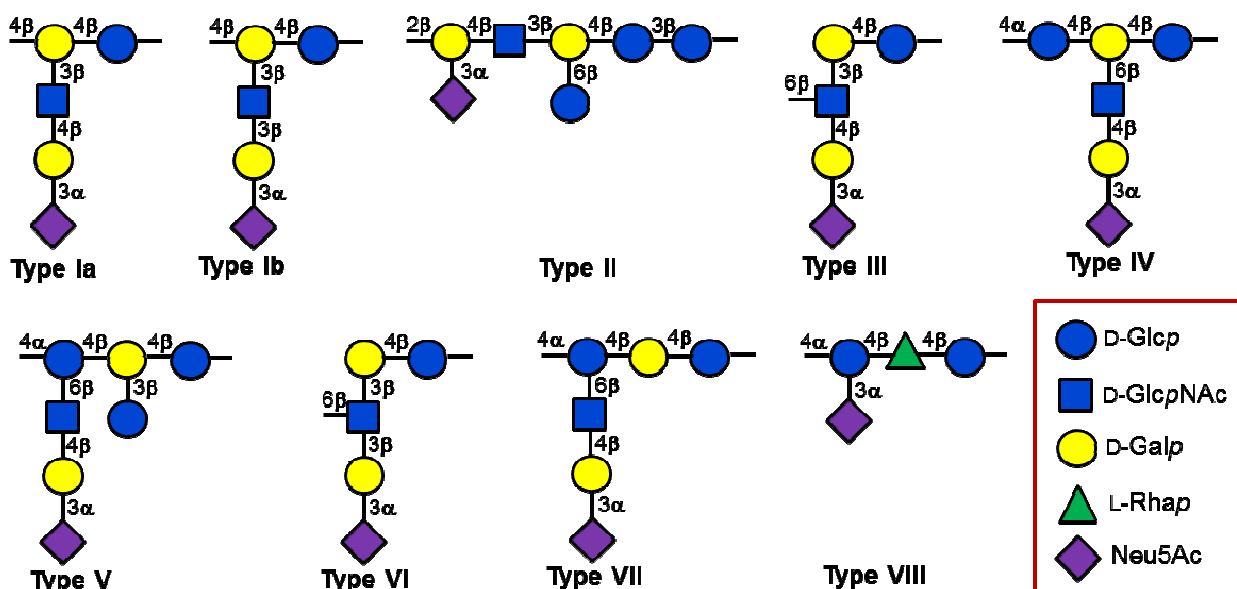 4β 4β
3β
4β
3α
Type Ia
4β 4β
3β
3β
3α
Type Ib
2β 4β 3β 4β 3β
3α 6β
Type II
4β
3β
6β
4β
3α
Type III
4α 4β 4β
6β
4β
3α
Type IV
4α 4β 4β
6β 3β
4β
3α
Type V
4β
3β
6β
3β
3α
Type VI
4α 4β 4β
6β
4β
3α
Type VII
4α 4β 4β
3α
Type VIII
D-Glcp
D-GlcpNAc
D-Galp
L-Rhap
Neu5Ac